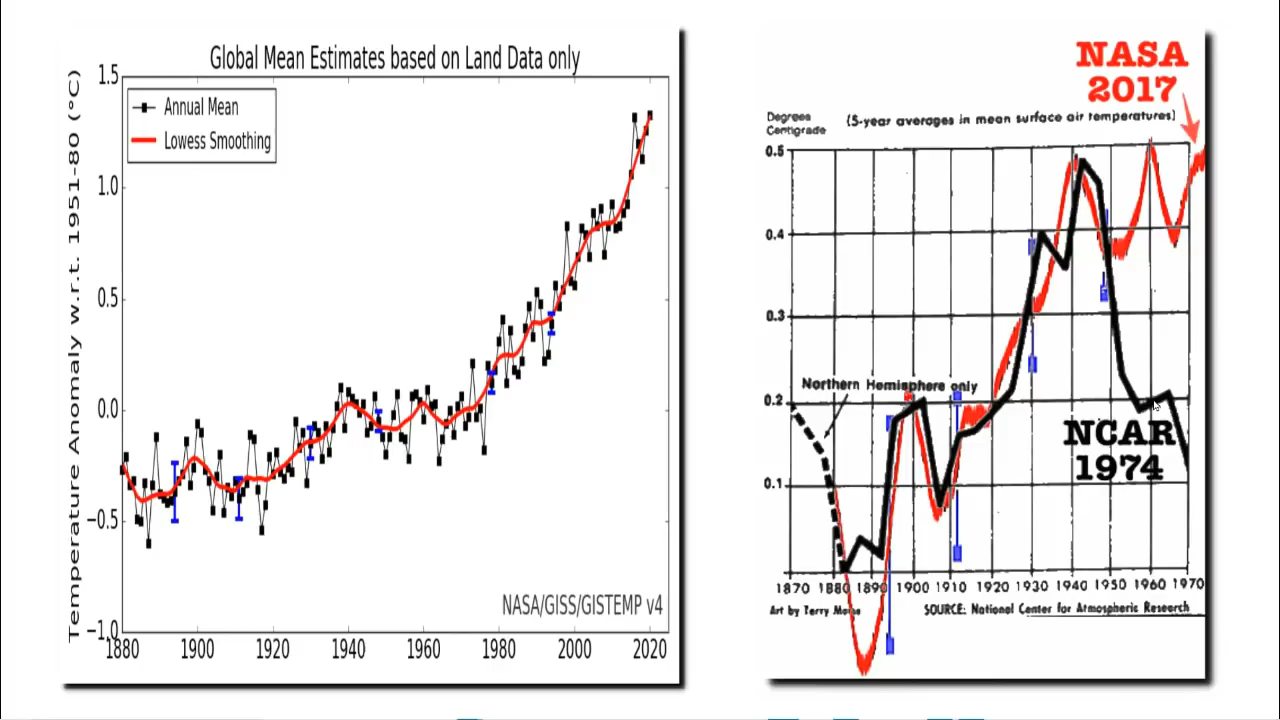 Global Mean Estimates based on Land Data only
Temperature Anomaly w.r.t. 1951-80 (°C)
1.5
1.0
0.5
0.0
−0.5
−1.0
Annual Mean
Lowess Smoothing
NASA/GISS/GISTEMP v4
1880 1900 1920 1940 1960 1980 2000 2020
NASA
2017
Degrees
Centigrade
(5-year averages in mean surface air temperatures)
0.5
0.4
0.3
0.2
0.1
Northern Hemisphere only
NCAR
1974
1870 1880 1890 1900 1910 1920 1930 1940 1950 1960 1970
Art by Terry
SOURCE: National Center for Atmospheric Research